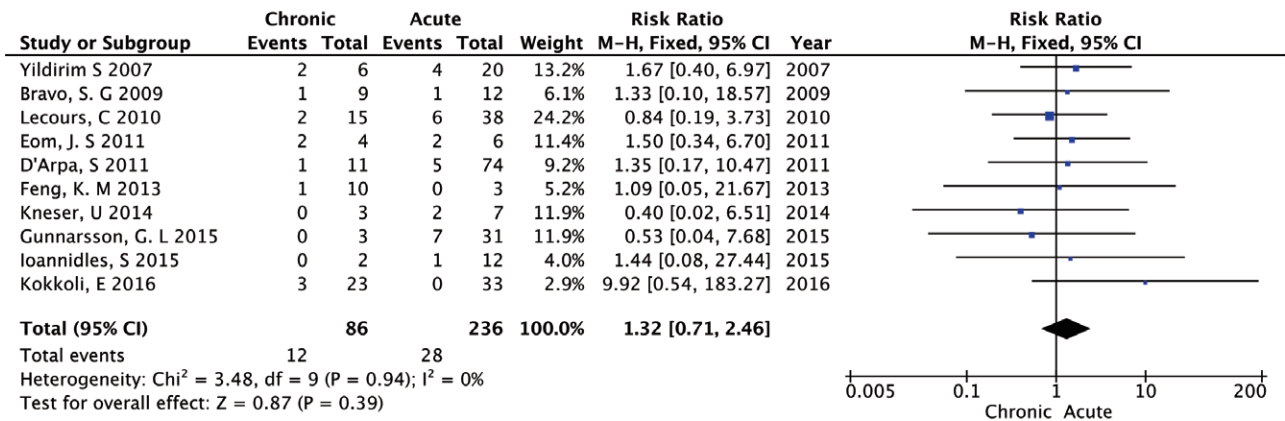 Chronic Acute Risk Ratio Risk Ratio
Study or Subgroup Events Total Events Total Weight M-H, Fixed, 95% CI Year M-H, Fixed, 95% CI
Yildirim S 2007 2 6 4 20 13.2% 1.67 [0.40, 6.97] 2007
Bravo, S. G 2009 1 9 1 12 6.1% 1.33 [0.10, 18.57] 2009
Lecours, C 2010 2 15 6 38 24.2% 0.84 [0.19, 3.73] 2010
Eom, J. S 2011 2 4 2 6 11.4% 1.50 [0.34, 6.70] 2011
D'Arpa, S 2011 1 11 5 74 9.2% 1.35 [0.17, 10.47] 2011
Feng, K. M 2013 1 10 0 3 5.2% 1.09 [0.05, 21.67] 2013
Kneser, U 2014 0 3 2 7 11.9% 0.40 [0.02, 6.51] 2014
Gunnarsson, G. L 2015 0 3 7 31 11.9% 0.53 [0.04, 7.68] 2015
Ioannidles, S 2015 0 2 1 12 4.0% 1.44 [0.08, 27.44] 2015
Kokkoli, E 2016 3 23 0 33 2.9% 9.92 [0.54, 183.27] 2016
Total (95% CI) 86 236 100.0% 1.32 [0.71, 2.46]
Total events 12 28
Heterogeneity: Chi² = 3.48, df = 9 (P = 0.94); I² = 0%
Test for overall effect: Z = 0.87 (P = 0.39)
0.005 0.1 1 10 200
Chronic Acute